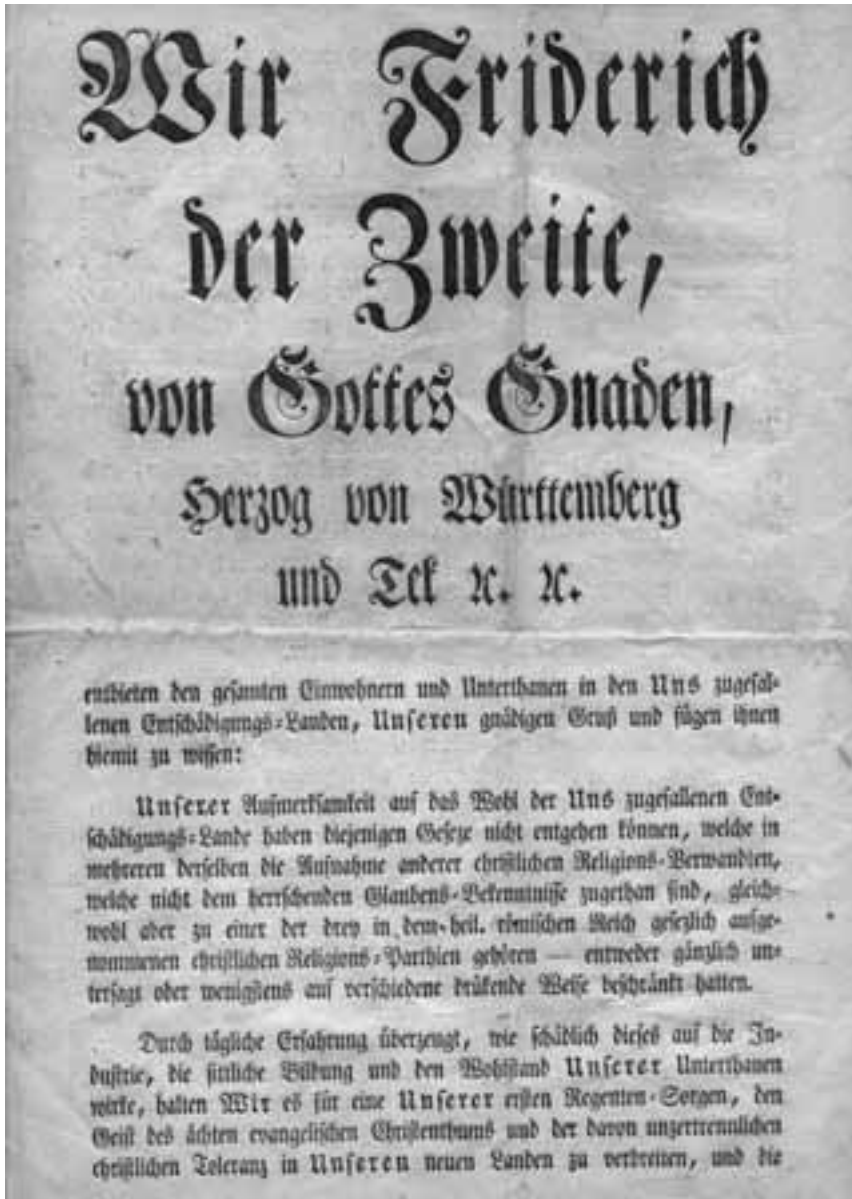 Wir Friderich
der Zweite,
von Gottes Gnaden,
Herzog von Württemberg
und Tek ꝛc. ꝛc.
entbieten den gesamten Einwohnern und Unterthanen in den Uns zugefal-
lenen Entschädigungs-Landen, Unseren gnädigen Gruß und fügen ihnen
hiemit zu wissen:
Unserer Aufmerksamkeit auf das Wohl der Uns zugefallenen Ent-
schädigungs-Lande haben diejenigen Geseze nicht entgehen können, welche in
mehreren derselben die Aufnahme anderer christlichen Religions-Verwandten,
welche nicht dem herrschenden Glaubens-Bekenntnisse zugethan sind, gleich-
wohl aber zu einer der drey in dem heil. römischen Reich gesezlich aufge-
nommenen christlichen Religions-Parthien gehören — entweder gänzlich un-
tersagt oder wenigstens auf verschiedene drükende Weise beschränkt hatten.
Durch tägliche Erfahrung überzeugt, wie schädlich dieses auf die In-
dustrie, die sittliche Bildung und den Wohlstand Unserer Unterthanen
wirke, halten Wir es für eine Unserer ersten Regenten-Sorgen, den
Geist des ächten evangelischen Christenthums und der davon unzertrennlichen
christlichen Toleranz in Unseren neuen Landen zu verbreiten, und die